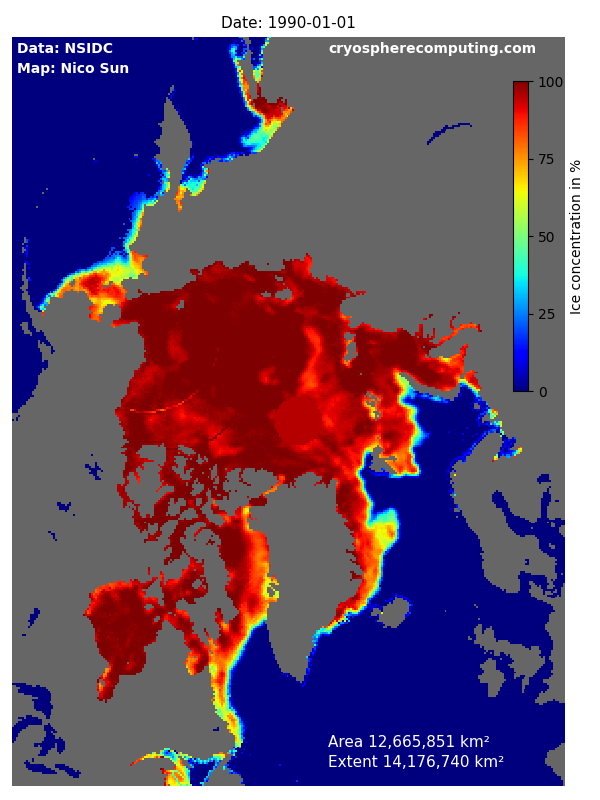 Date: 1990-01-01
Data: NSIDC
Map: Nico Sun
cryospherecomputing.com
100
75
50
25
0
Ice concentration in %
Area 12,665,851 km²
Extent 14,176,740 km²